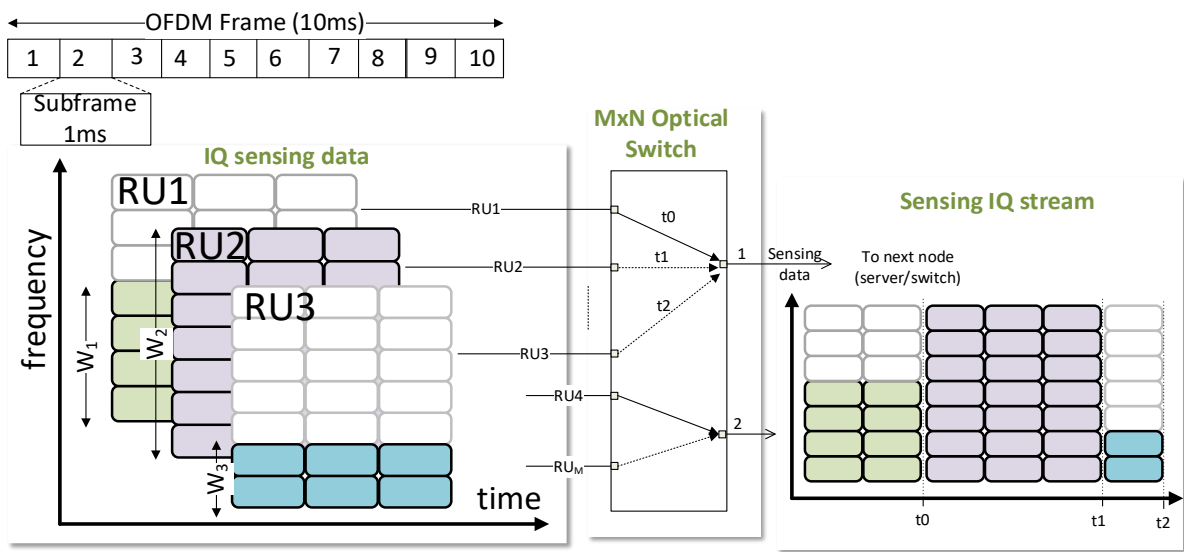 OFDM Frame (10ms)
1 2 3 4 5 6 7 8 9 10
Subframe
1ms
IQ sensing data
frequency
time
RU1
RU2
RU3
W1
W2
W3
MxN Optical
Switch
RU1
RU2
RU3
RU4
RUM
t0
t1
t2
1
2
Sensing IQ stream
Sensing
data
To next node
(server/switch)
t0
t1
t2